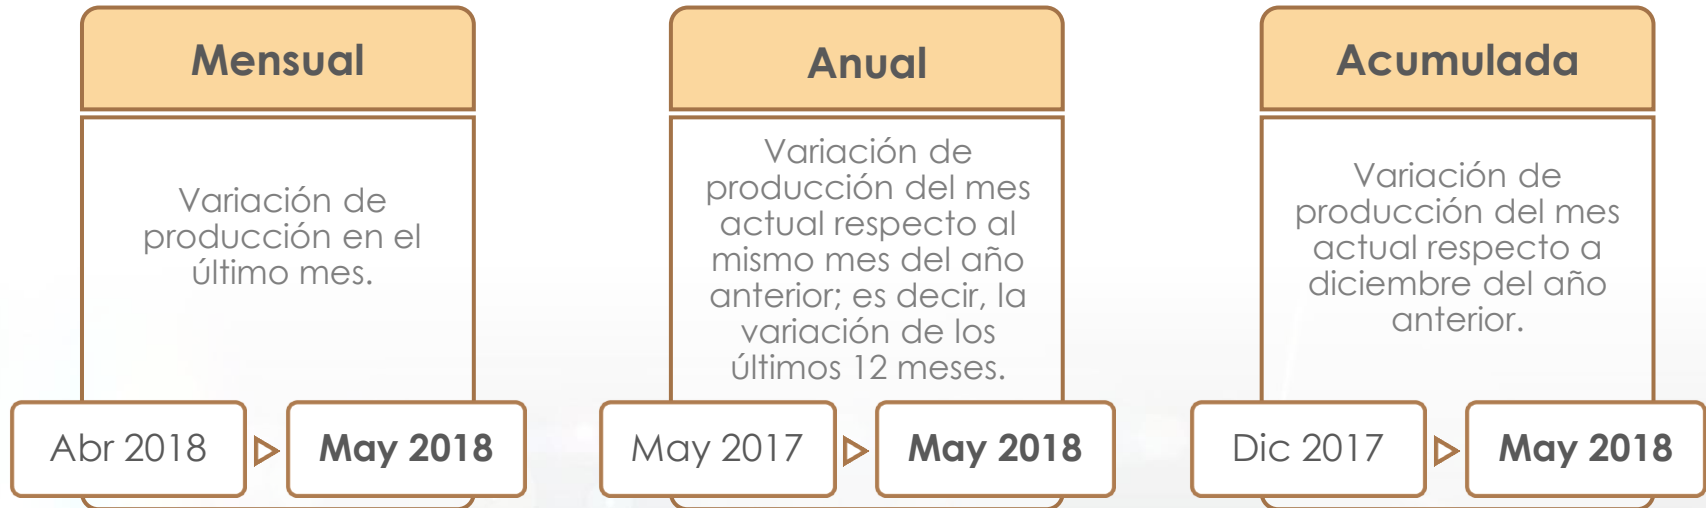 Mensual
Variación de
producción en el
último mes.
Abr 2018
May 2018
Anual
Variación de
producción del mes
actual respecto al
mismo mes del año
anterior; es decir, la
variación de los
últimos 12 meses.
May 2017
May 2018
Acumulada
Variación de
producción del mes
actual respecto a
diciembre del año
anterior.
Dic 2017
May 2018